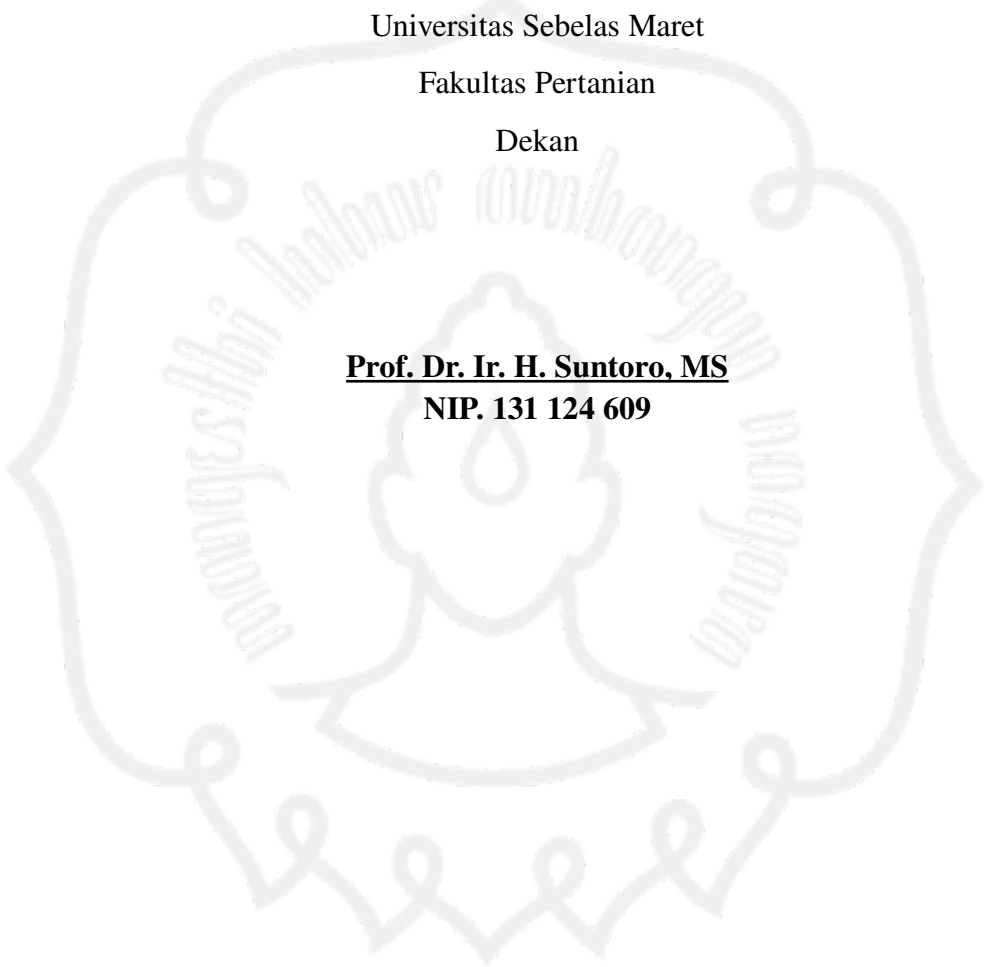 Universitas Sebelas Maret
Fakultas Pertanian
Dekan
Prof. Dr. Ir. H. Suntoro, MS
NIP. 131 124 609